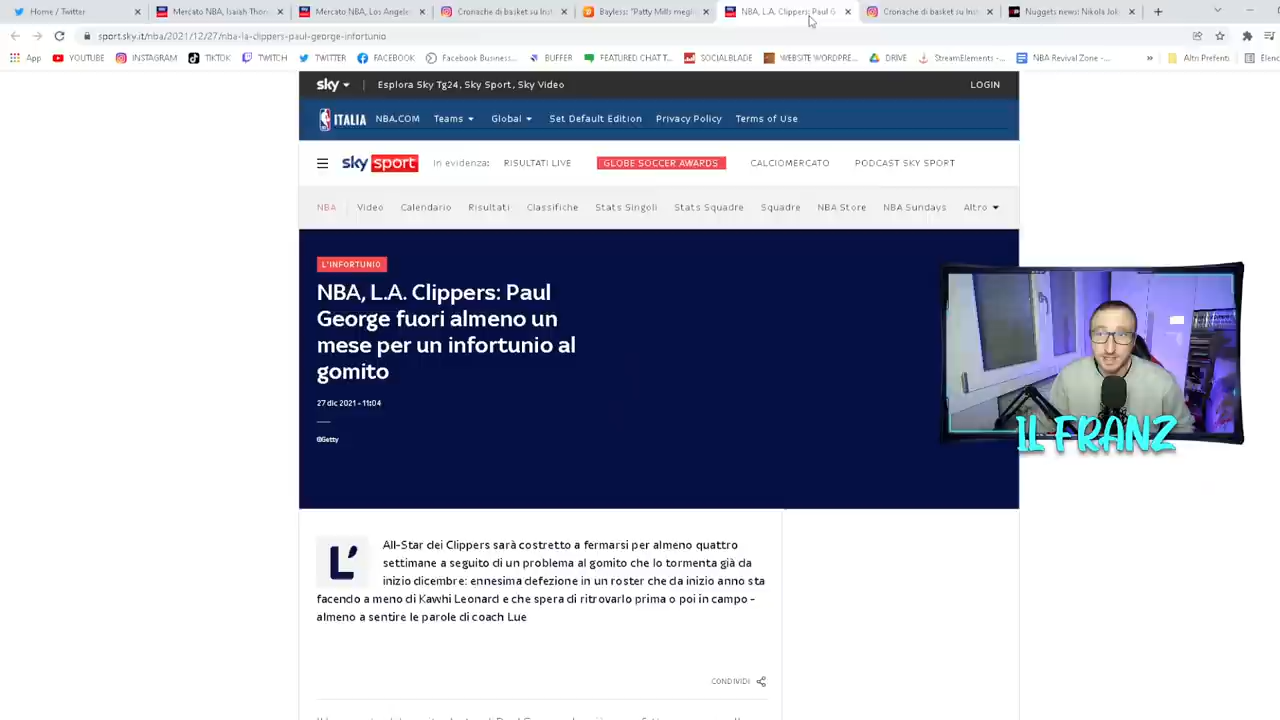 Home / Twitter
Mercato NBA, Isaiah Thom
Mercato NBA, Los Angeles
Cronache di basket su Inst
Bayless: "Patty Mills megli
NBA, L.A. Clippers: Paul G
Cronache di basket su Inst
Nuggets news: Nikola Jok
sport.sky.it/nba/2021/12/27/nba-la-clippers-paul-george-infortunio
App YOUTUBE INSTAGRAM TIKTOK TWITCH TWITTER FACEBOOK Facebook Business... BUFFER FEATURED CHAT T... SOCIALBLADE WEBSITE WORDPRE... DRIVE StreamElements -... NBA Revival Zone -... » Altri Preferiti Elenc
sky Esplora Sky Tg24, Sky Sport, Sky Video LOGIN
ITALIA NBA.COM Teams Global Set Default Edition Privacy Policy Terms of Use
sky sport In evidenza: RISULTATI LIVE GLOBE SOCCER AWARDS CALCIOMERCATO PODCAST SKY SPORT
NBA Video Calendario Risultati Classifiche Stats Singoli Stats Squadre Squadre NBA Store NBA Sundays Altro
L'INFORTUNIO
NBA, L.A. Clippers: Paul
George fuori almeno un
mese per un infortunio al
gomito
27 dic 2021 - 11:04
©Getty
IL FRANZ
L' All-Star dei Clippers sarà costretto a fermarsi per almeno quattro
settimane a seguito di un problema al gomito che lo tormenta già da
inizio dicembre: ennesima defezione in un roster che da inizio anno sta
facendo a meno di Kawhi Leonard e che spera di ritrovarlo prima o poi in campo -
almeno a sentire le parole di coach Lue
CONDIVIDI